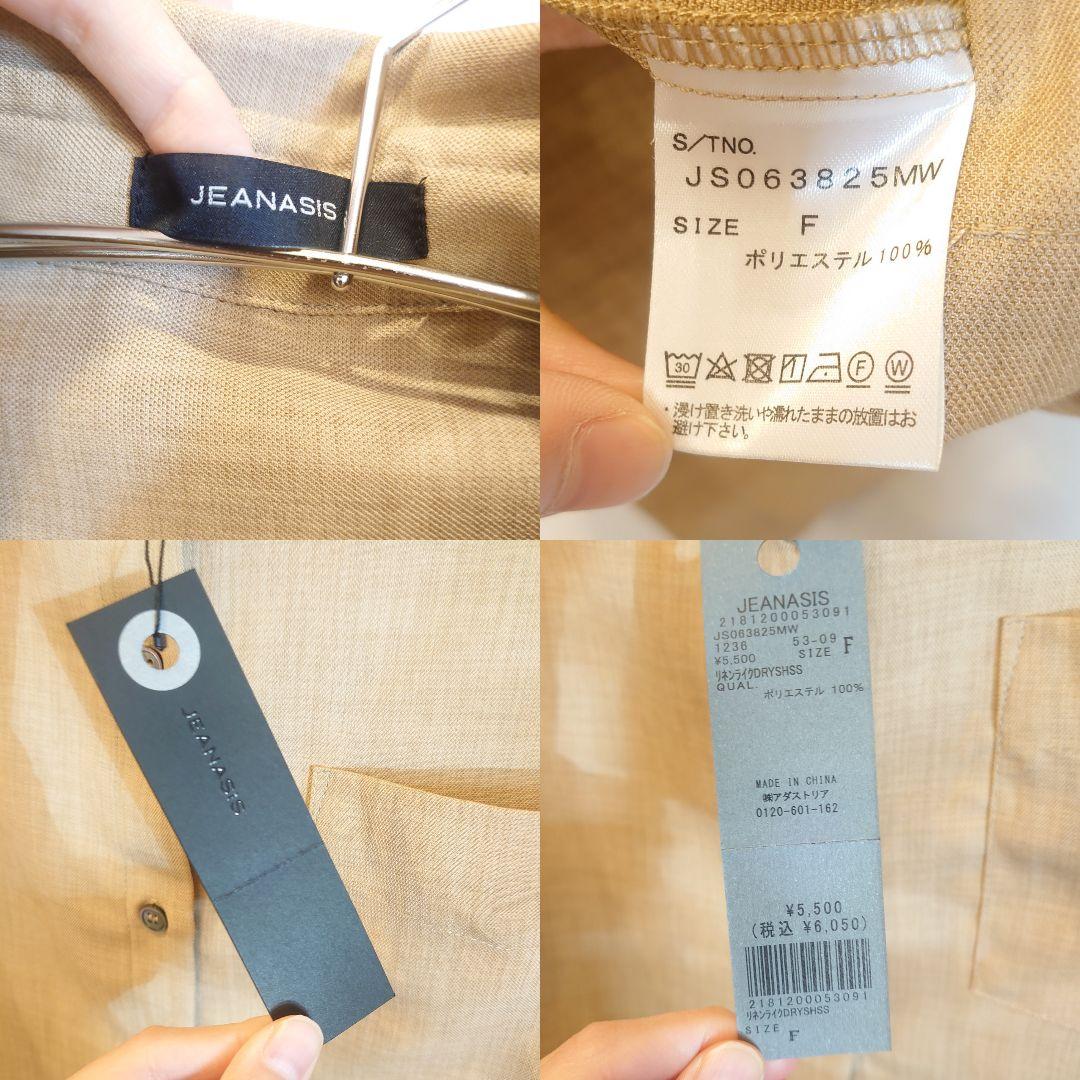 JEANASIS
S/TNO.
JS063825MW
SIZE F
ポリエステル100%
30
F W
・浸け置き洗いや濡れたままの放置はお
避け下さい。
JEANASIS
JEANASIS
2181200053091
JS063825MW
1236 53-09
¥5,500 SIZE F
リネンライクDRYSHSS
QUAL.
ポリエステル 100%
MADE IN CHINA
㈱アダストリア
0120-601-162
¥5,500
(税込 ¥6,050)
2181200053091
リネンライクDRYSHSS
SIZE F